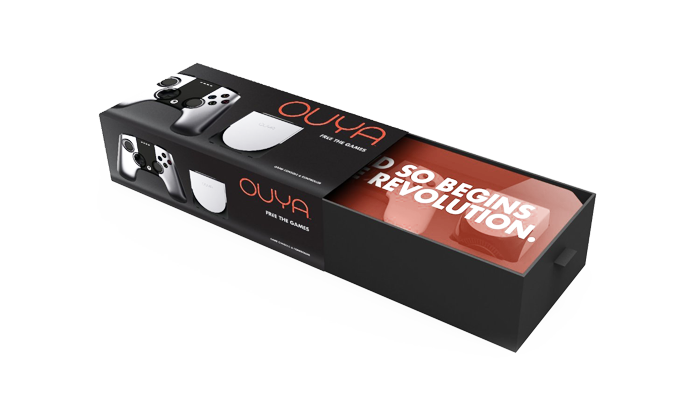 OUYA
FREE THE GAMES
OUYA
FREE THE GAMES
D SO BEGINS
E REVOLUTION.